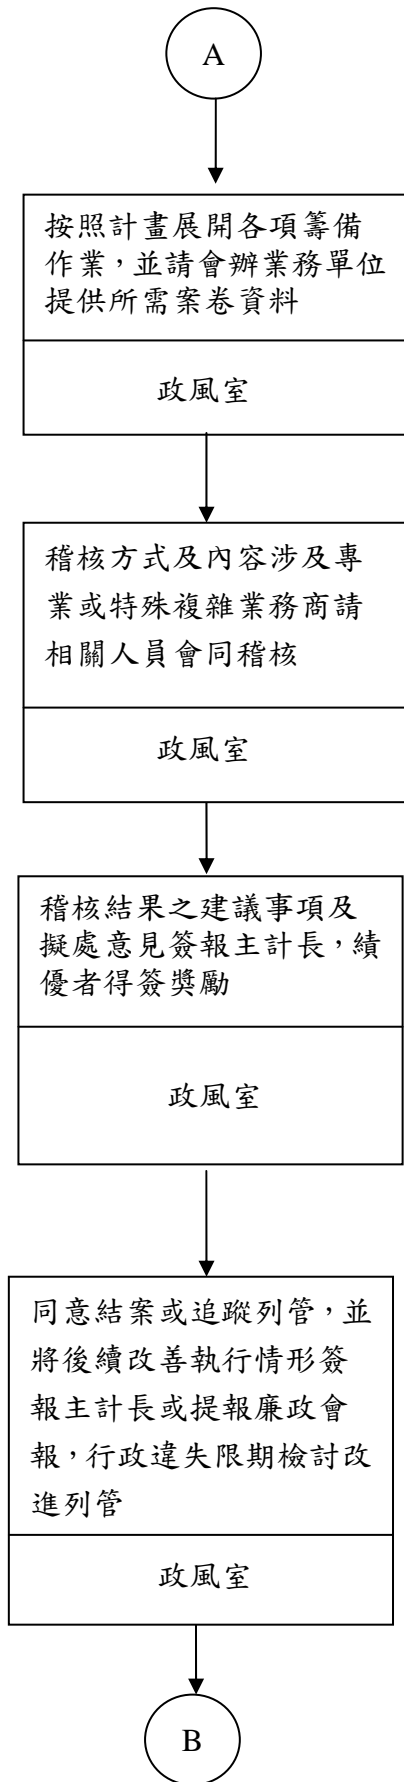 A
按照計畫展開各項籌備
作業，並請會辦業務單位
提供所需案卷資料
政風室
稽核方式及內容涉及專
業或特殊複雜業務商請
相關人員會同稽核
政風室
稽核結果之建議事項及
擬處意見簽報主計長，績
優者得簽獎勵
政風室
同意結案或追蹤列管，並
將後續改善執行情形簽
報主計長或提報廉政會
報，行政違失限期檢討改
進列管
政風室
B